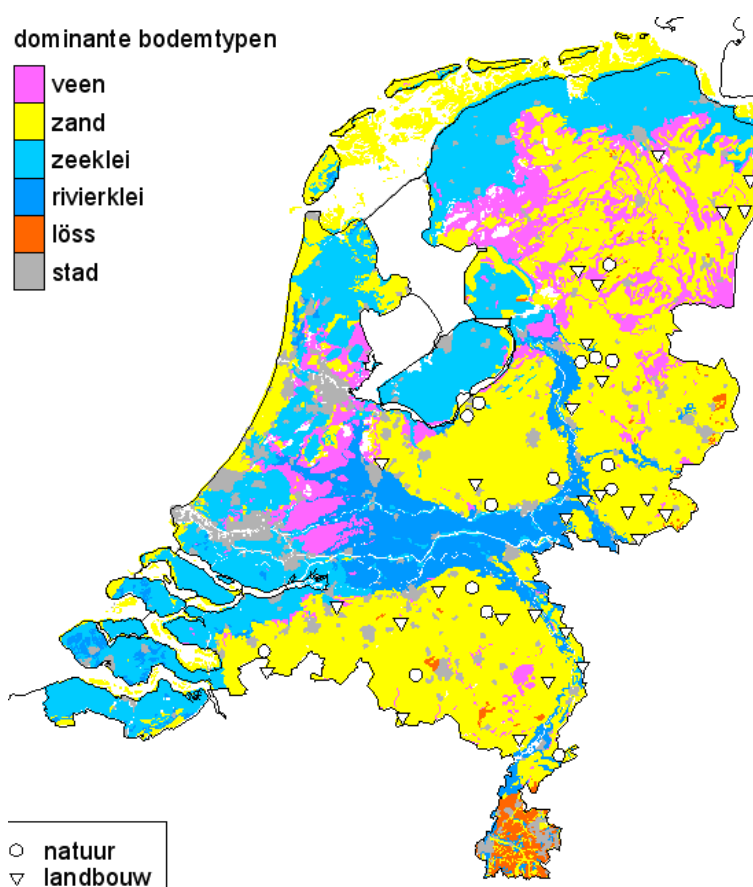 dominante bodemtypen
veen
zand
zeeklei
rivierklei
löss
stad
natuur
landbouw